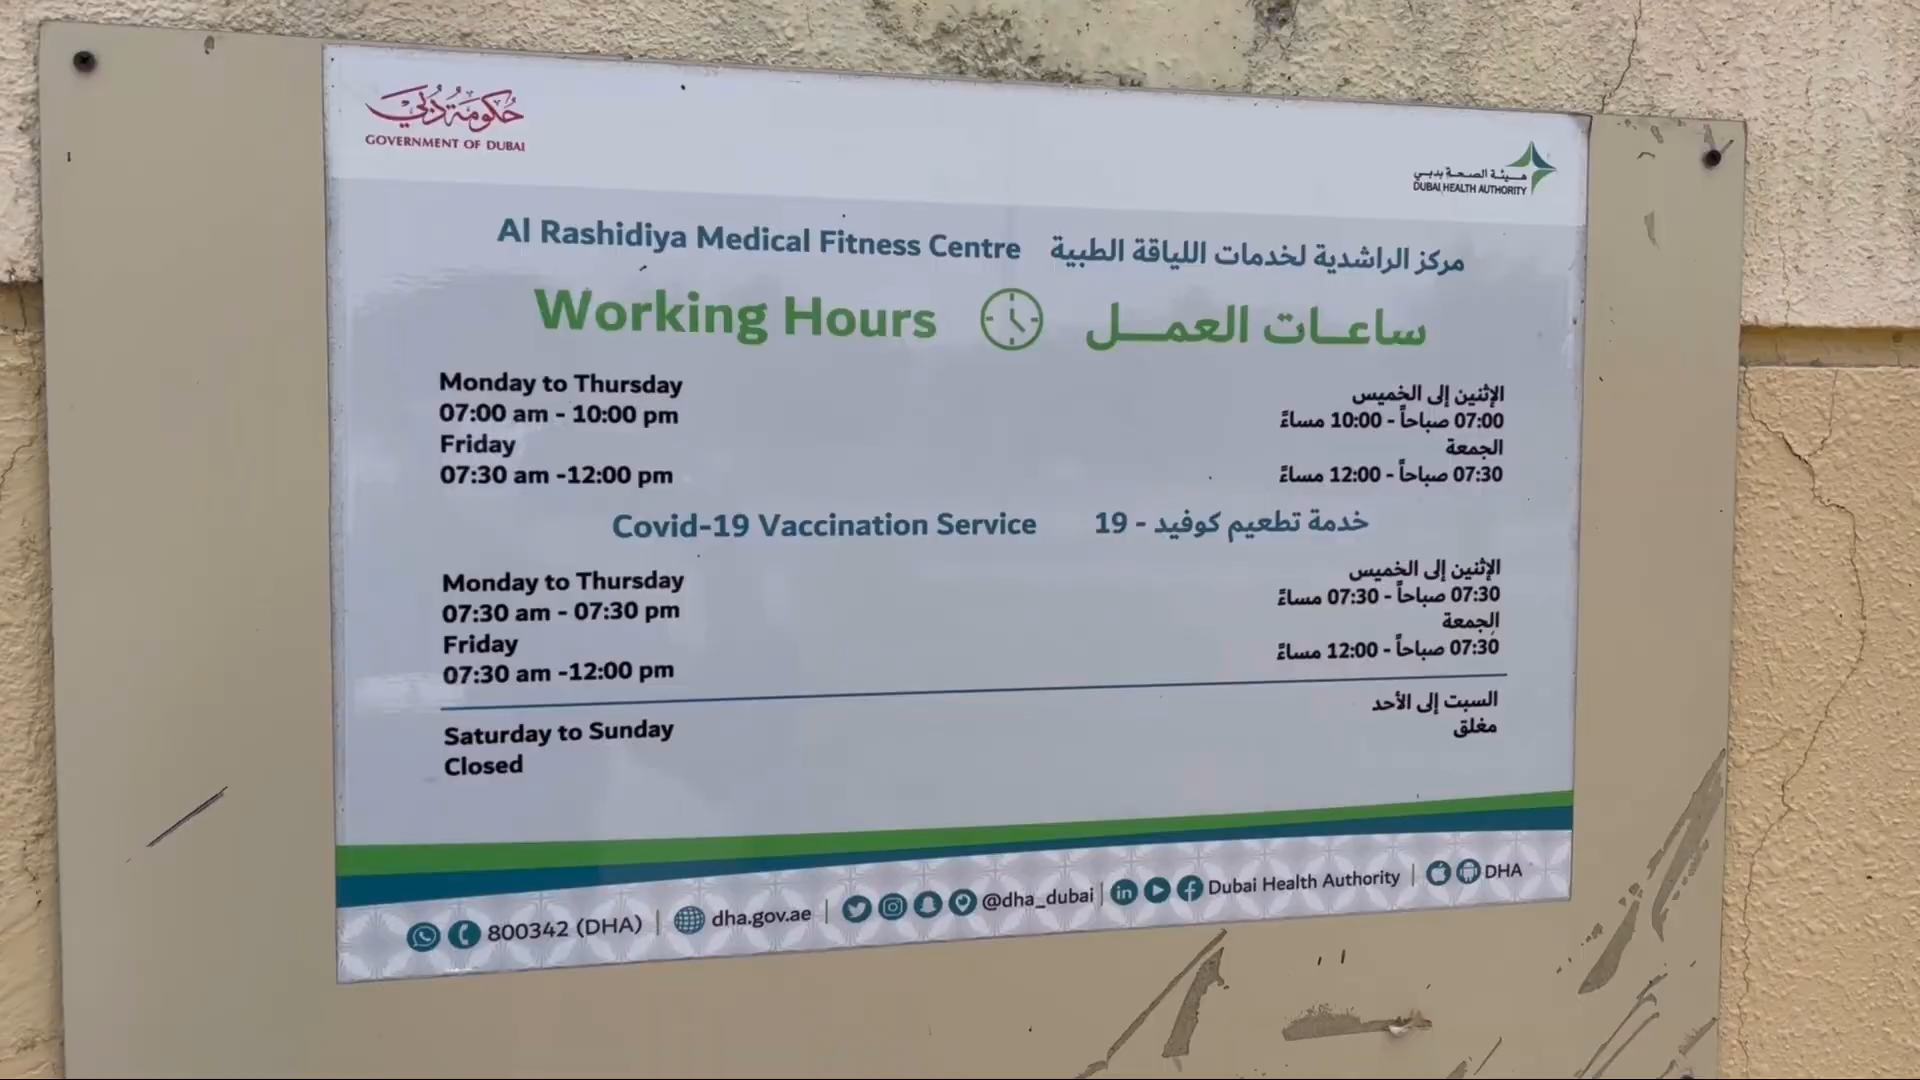 حكومة دبي
GOVERNMENT OF DUBAI
هيئة الصحة بدبي
DUBAI HEALTH AUTHORITY
Al Rashidiya Medical Fitness Centre مركز الراشدية لخدمات اللياقة الطبية
Working Hours ساعات العمل
Monday to Thursday
07:00 am - 10:00 pm
Friday
07:30 am -12:00 pm
الإثنين إلى الخميس
07:00 صباحاً - 10:00 مساءً
الجمعة
07:30 صباحاً - 12:00 مساءً
Covid-19 Vaccination Service خدمة تطعيم كوفيد - 19
Monday to Thursday
07:30 am - 07:30 pm
Friday
07:30 am -12:00 pm
الإثنين إلى الخميس
07:30 صباحاً - 07:30 مساءً
الجمعة
07:30 صباحاً - 12:00 مساءً
Saturday to Sunday
Closed
السبت إلى الأحد
مغلق
800342 (DHA) | dha.gov.ae | @dha_dubai | Dubai Health Authority | DHA